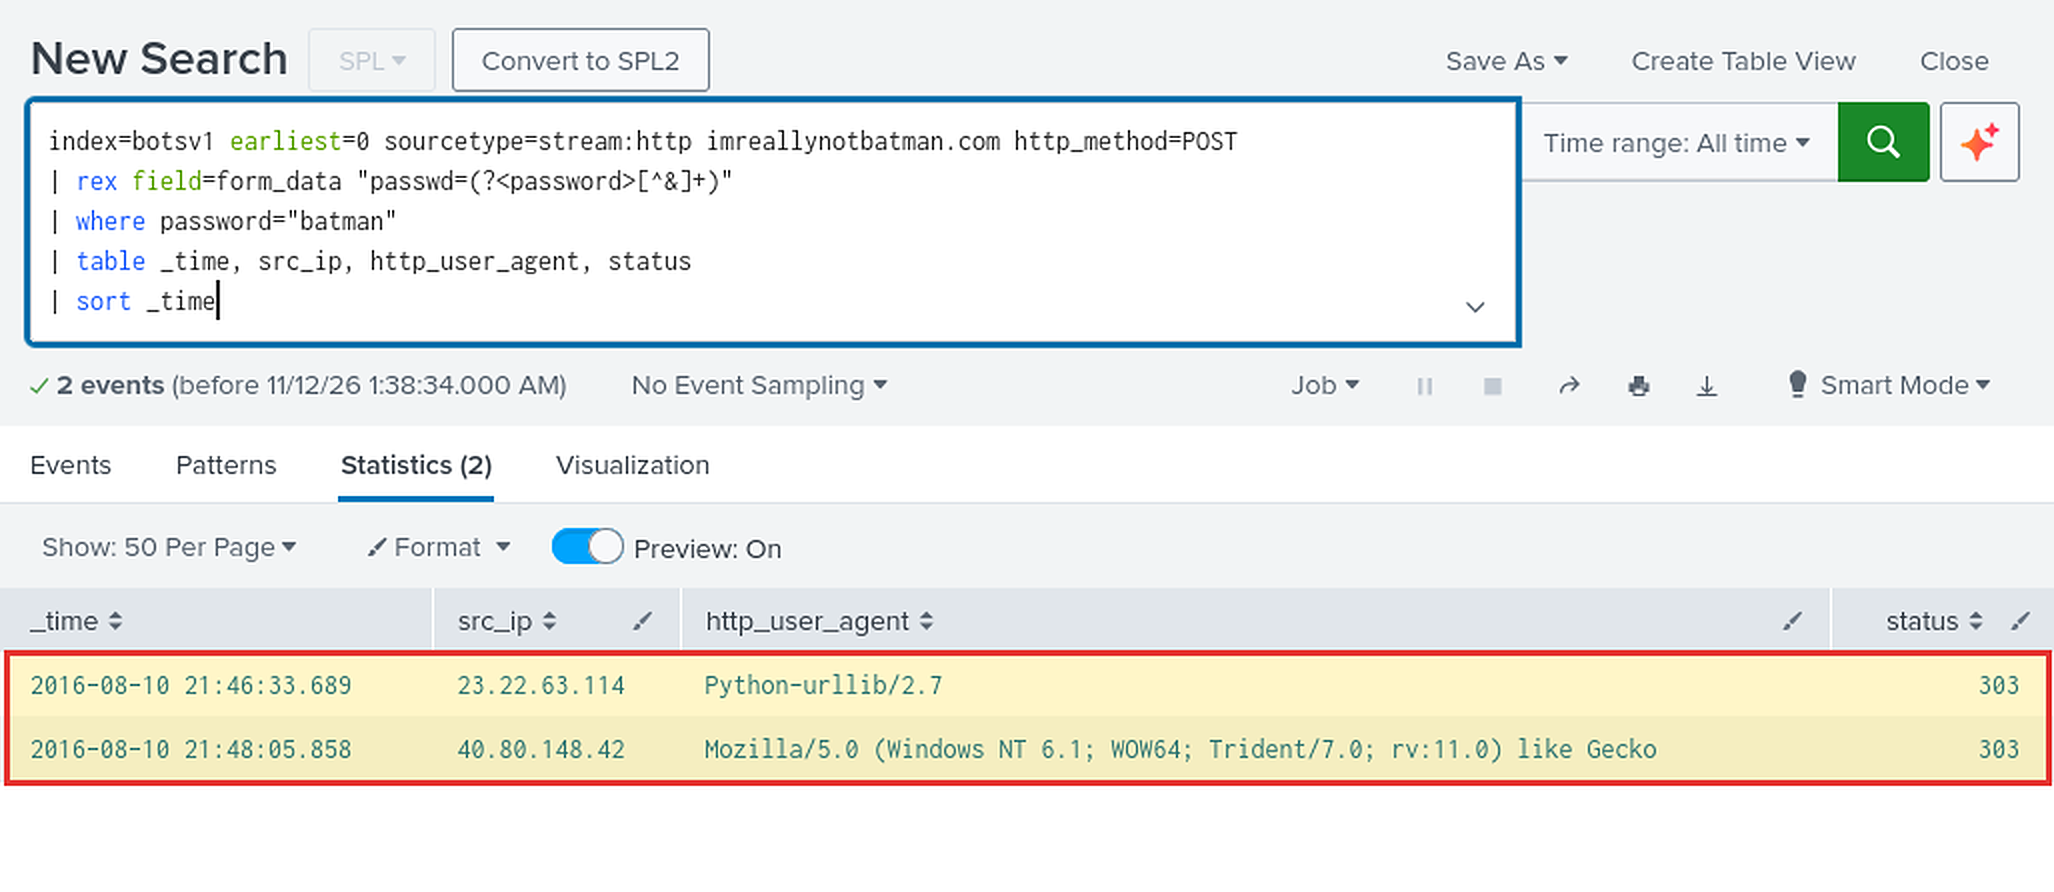 New Search SPL Convert to SPL2 Save As Create Table View Close
index=botsv1 earliest=0 sourcetype=stream:http imreallynotbatman.com http_method=POST Time range: All time
| rex field=form_data "passwd=(?<password>[^&]+)"
| where password="batman"
| table _time, src_ip, http_user_agent, status
| sort _time
2 events (before 11/12/26 1:38:34.000 AM) No Event Sampling Job Smart Mode
Events Patterns Statistics (2) Visualization
Show: 50 Per Page Format Preview: On
_time src_ip http_user_agent status
2016-08-10 21:46:33.689 23.22.63.114 Python-urllib/2.7 303
2016-08-10 21:48:05.858 40.80.148.42 Mozilla/5.0 (Windows NT 6.1; WOW64; Trident/7.0; rv:11.0) like Gecko 303